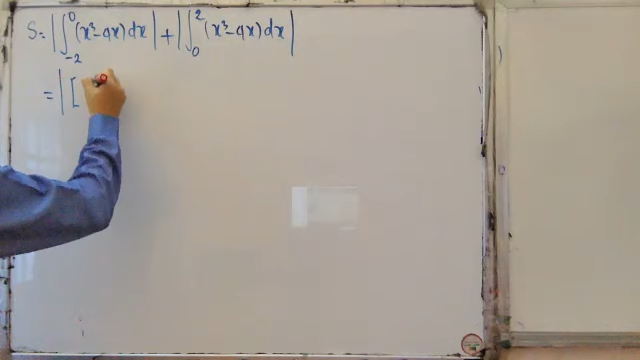 S = |∫₋₂⁰ (x³-4x) dx| + |∫₀² (x³-4x) dx|
= | [